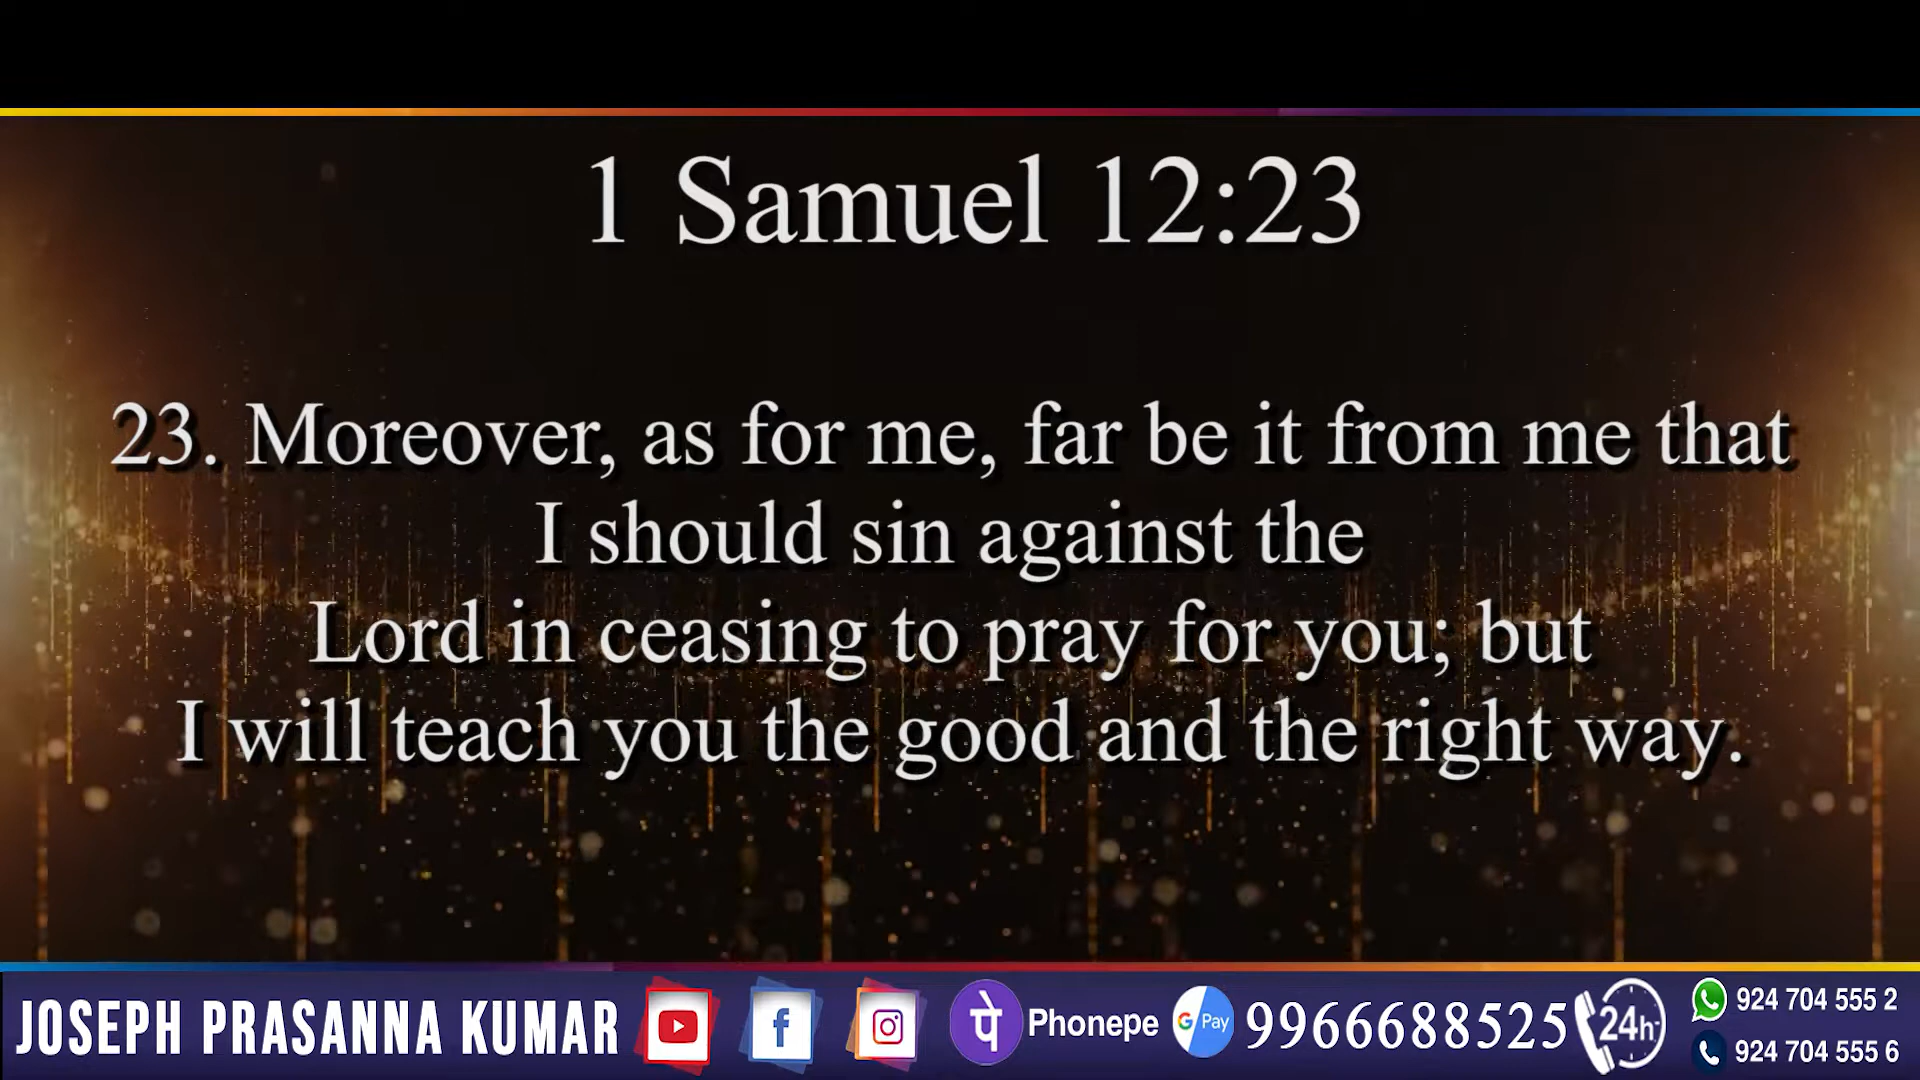 1 Samuel 12:23
23. Moreover, as for me, far be it from me that
I should sin against the
Lord in ceasing to pray for you; but
I will teach you the good and the right way.
JOSEPH PRASANNA KUMAR
f
पे Phonepe
G Pay 9966688525
24h
924 704 555 2
924 704 555 6